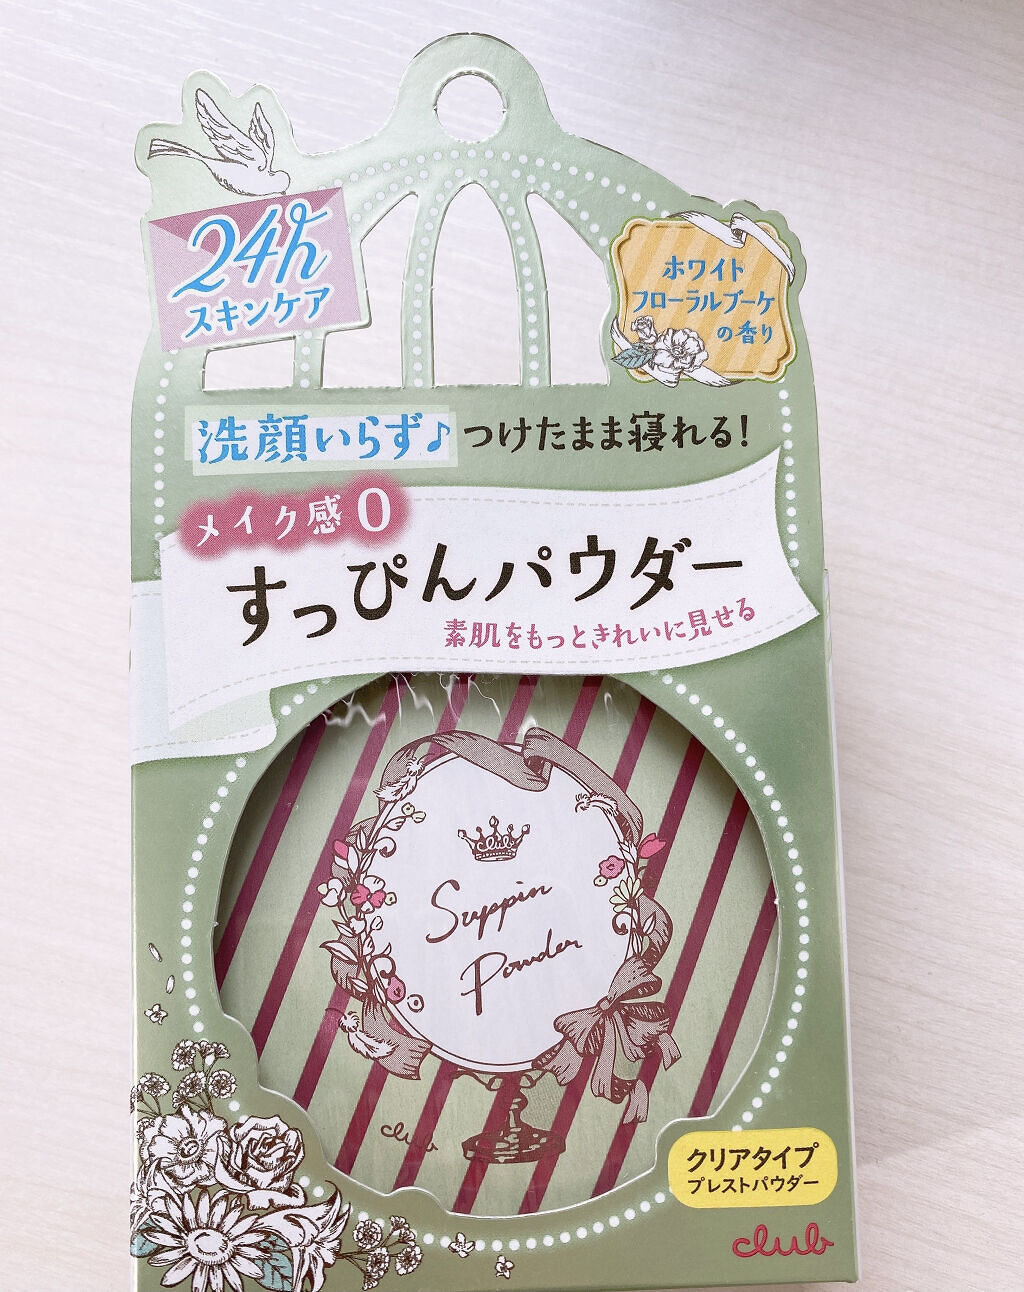 24h
スキンケア
ホワイト
フローラルブーケ
の香り
洗顔いらず♪ つけたまま寝れる!
メイク感0
すっぴんパウダー
素肌をもっときれいに見せる
club
Suppin
Powder
club
クリアタイプ
プレストパウダー
club